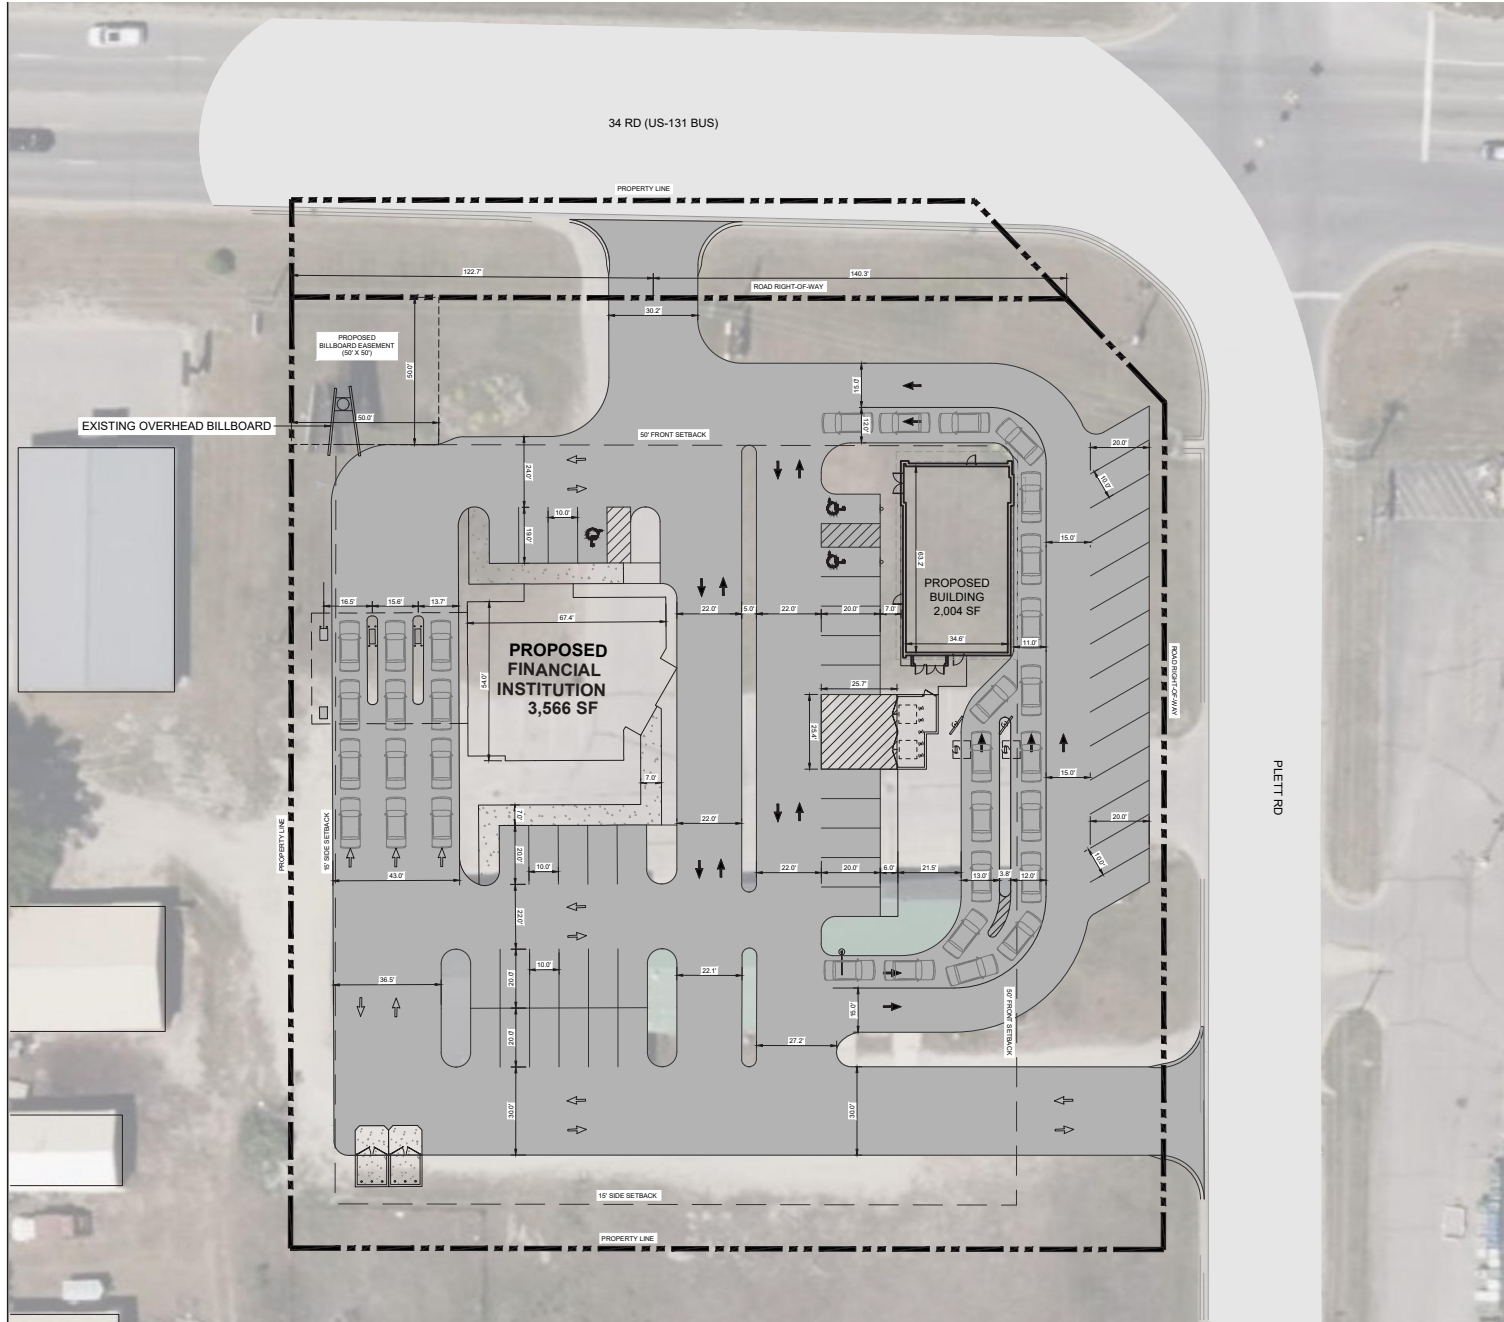 34 RD (US-131 BUS)
PROPERTY LINE
122.7'
140.3'
ROAD RIGHT-OF-WAY
30.2'
PROPOSED
BILLBOARD EASEMENT
(50' X 50')
50.0'
50.0'
EXISTING OVERHEAD BILLBOARD
50' FRONT SETBACK
15.0'
12.0'
20.0'
10.0'
24.0'
19.0'
10.0'
15.0'
63.2'
PROPOSED
BUILDING
2,004 SF
34.6'
11.0'
16.5'
15.6'
13.7'
67.4'
22.0'
5.0'
22.0'
20.0'
7.0'
54.0'
PROPOSED
FINANCIAL
INSTITUTION
3,566 SF
ROAD RIGHT-OF-WAY
25.7'
25.4'
7.0'
15.0'
PLETT RD
PROPERTY LINE
15' SIDE SETBACK
7.0'
22.0'
20.0'
10.0'
20.0'
10.0'
43.0'
22.0'
20.0'
6.0'
21.5'
13.0'
3.8'
12.0'
22.0'
36.5'
20.0'
10.0'
22.1'
15.0'
50' FRONT SETBACK
20.0'
27.2'
30.0'
30.0'
15' SIDE SETBACK
PROPERTY LINE